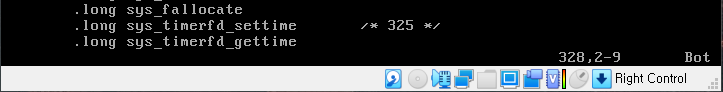 .long sys_fallocate
.long sys_timerfd_settime /* 325 */
.long sys_timerfd_gettime
328,2-9 Bot
Right Control